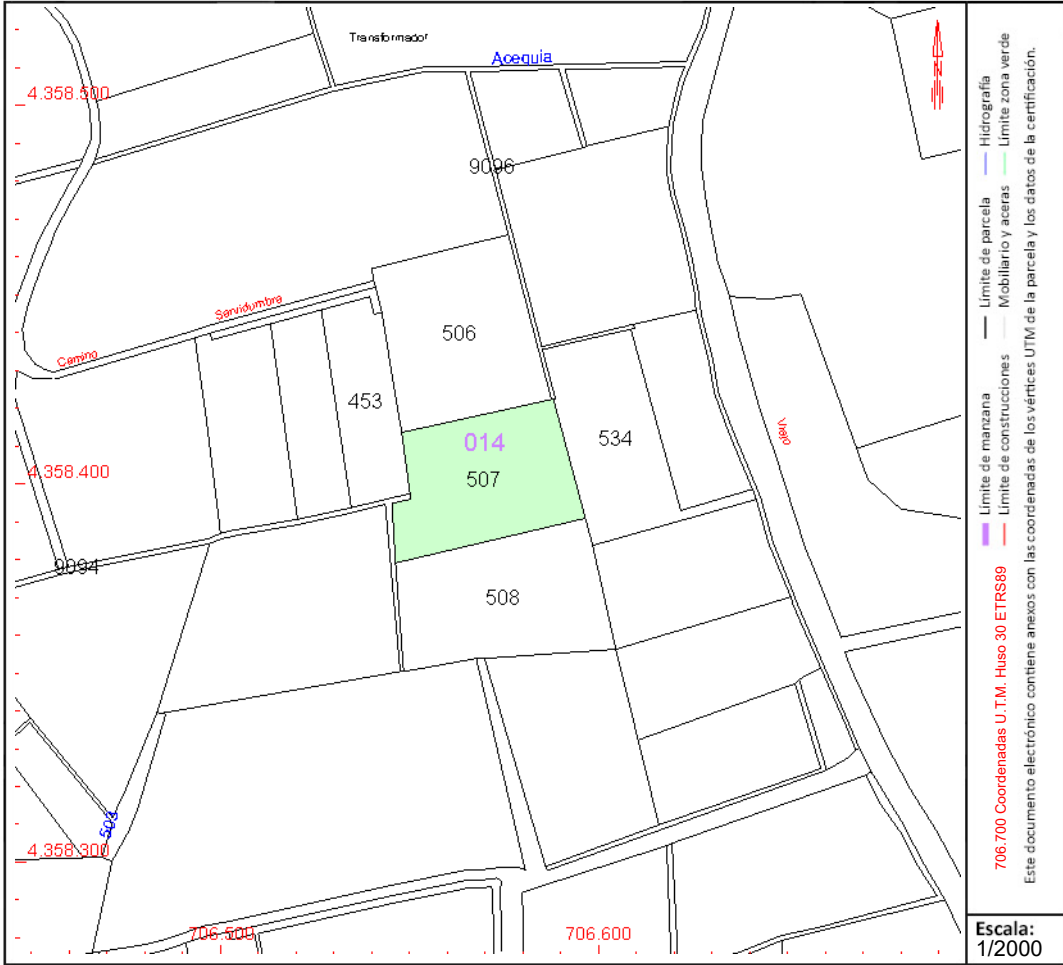 Transformador
Acequia
4.358.500
9096
Servidumbre
Camino
506
453
014
507
534
viejo
4.358.400
9094
508
503
4.358.300
706.500
706.600
Límite de manzana
Límite de parcela
Hidrografía
706.700 Coordenadas U.T.M. Huso 30 ETRS89
Límite de construcciones
Mobiliario y aceras
Límite zona verde
Este documento electrónico contiene anexos con las coordenadas de los vértices UTM de la parcela y los datos de la certificación.
Escala:
1/2000